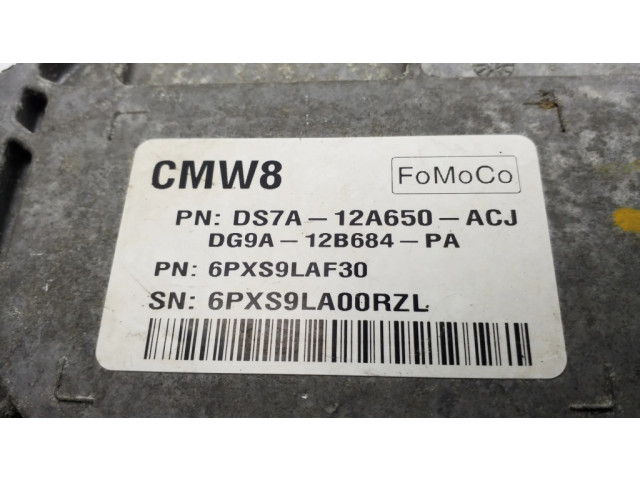 CMW8 FoMoCo
PN: DS7A-12A650-ACJ
DG9A-12B684-PA
PN: 6PXS9LAF30
SN: 6PXS9LA00RZL